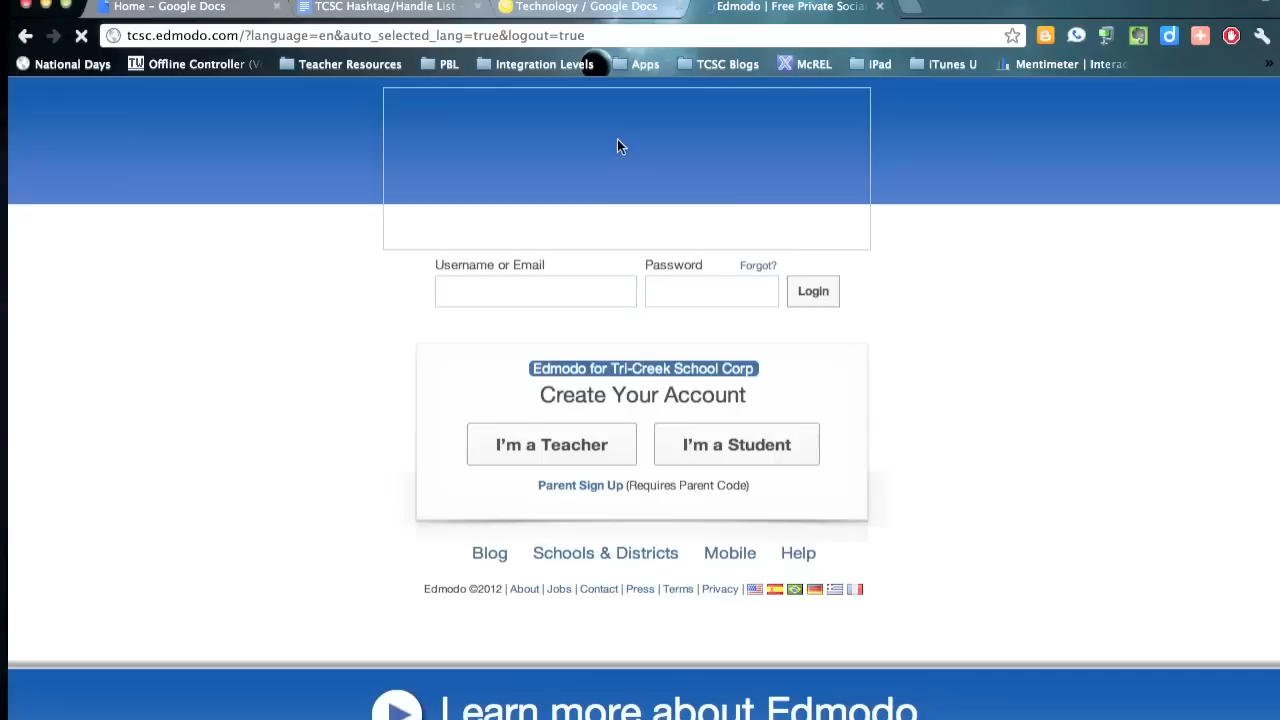 Home – Google Docs
TCSC Hashtag/Handle List -
Technology / Google Docs
Edmodo | Free Private Socia
tcsc.edmodo.com/?language=en&auto_selected_lang=true&logout=true
National Days
Offline Controller (V
Teacher Resources
PBL
Integration Levels
Apps
TCSC Blogs
McREL
iPad
iTunes U
Mentimeter | Interac
»
Username or Email
Password
Forgot?
Login
Edmodo for Tri-Creek School Corp
Create Your Account
I'm a Teacher
I'm a Student
Parent Sign Up (Requires Parent Code)
Blog
Schools & Districts
Mobile
Help
Edmodo ©2012 | About | Jobs | Contact | Press | Terms | Privacy |
Learn more about Edmodo